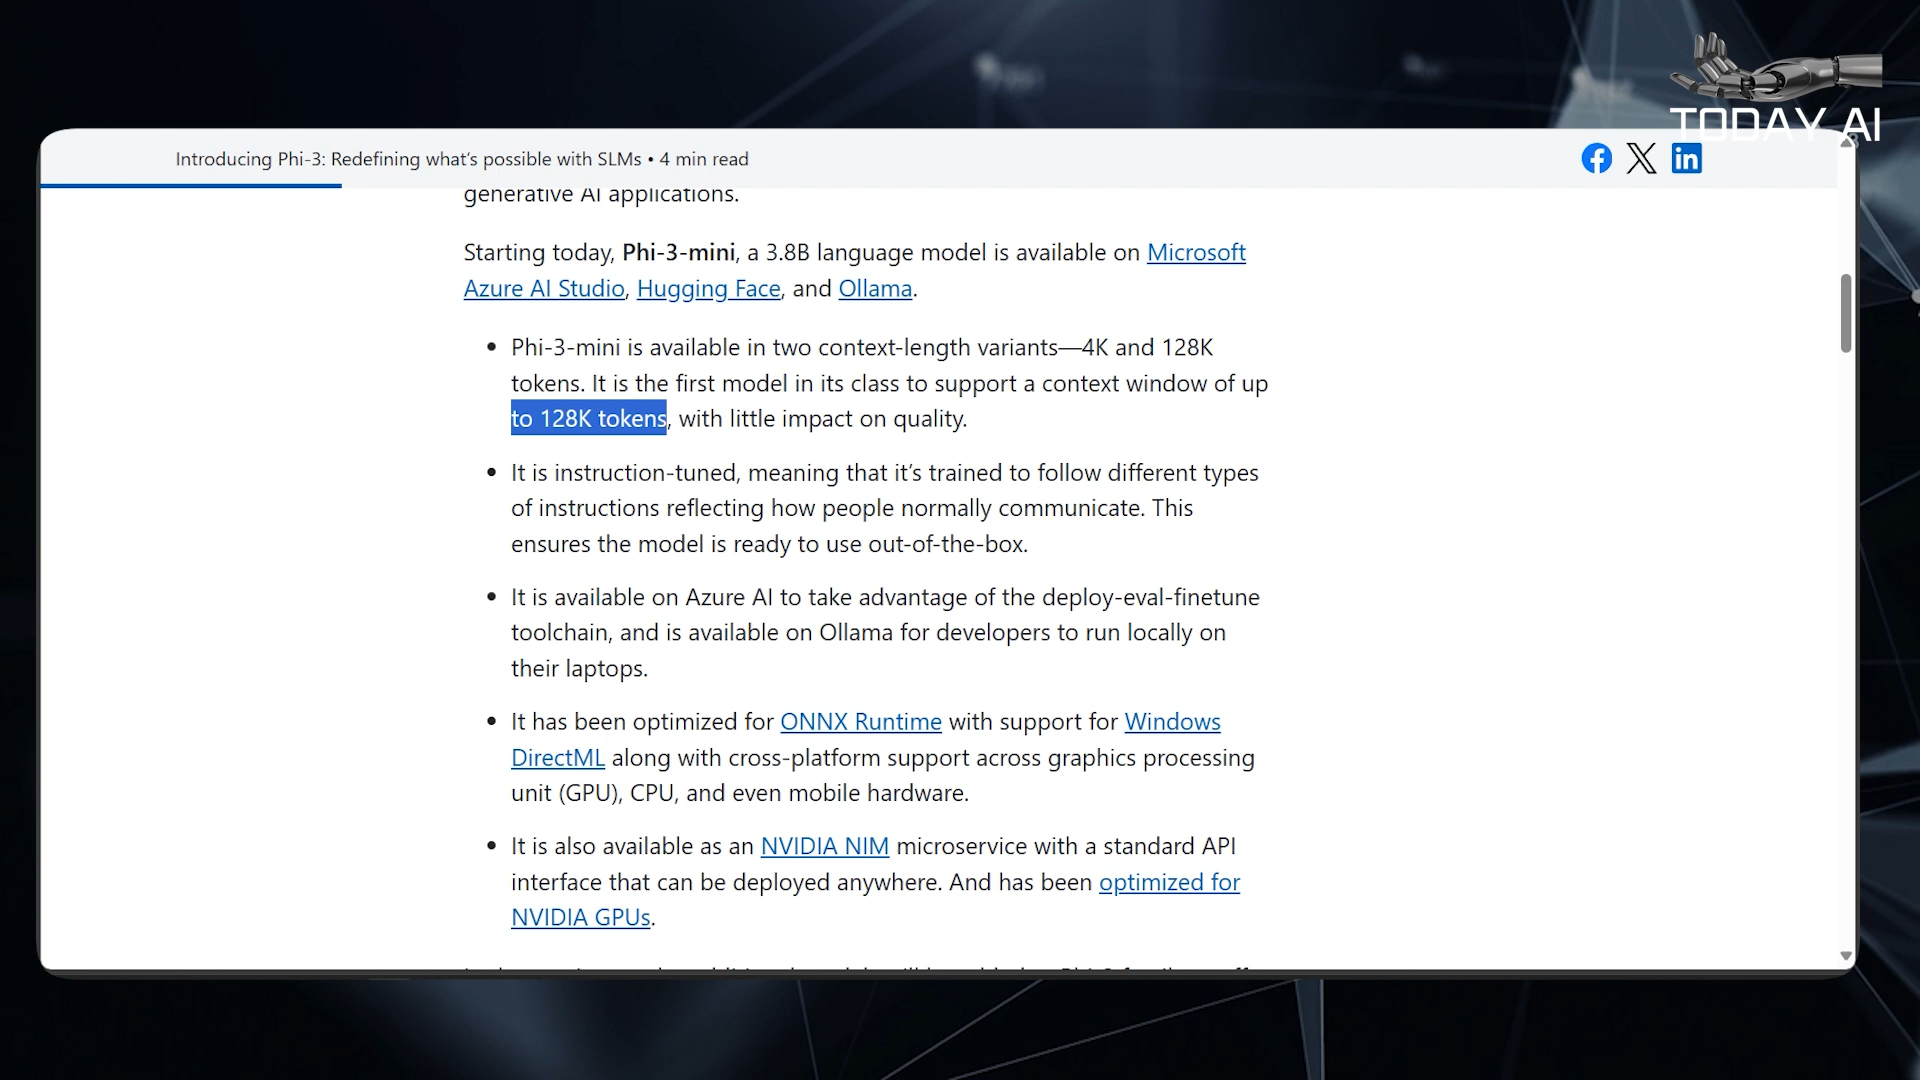 TODAY AI
Introducing Phi-3: Redefining what's possible with SLMs • 4 min read
generative AI applications.
Starting today, Phi-3-mini, a 3.8B language model is available on Microsoft
Azure AI Studio, Hugging Face, and Ollama.
• Phi-3-mini is available in two context-length variants—4K and 128K
tokens. It is the first model in its class to support a context window of up
to 128K tokens, with little impact on quality.
• It is instruction-tuned, meaning that it's trained to follow different types
of instructions reflecting how people normally communicate. This
ensures the model is ready to use out-of-the-box.
• It is available on Azure AI to take advantage of the deploy-eval-finetune
toolchain, and is available on Ollama for developers to run locally on
their laptops.
• It has been optimized for ONNX Runtime with support for Windows
DirectML along with cross-platform support across graphics processing
unit (GPU), CPU, and even mobile hardware.
• It is also available as an NVIDIA NIM microservice with a standard API
interface that can be deployed anywhere. And has been optimized for
NVIDIA GPUs.